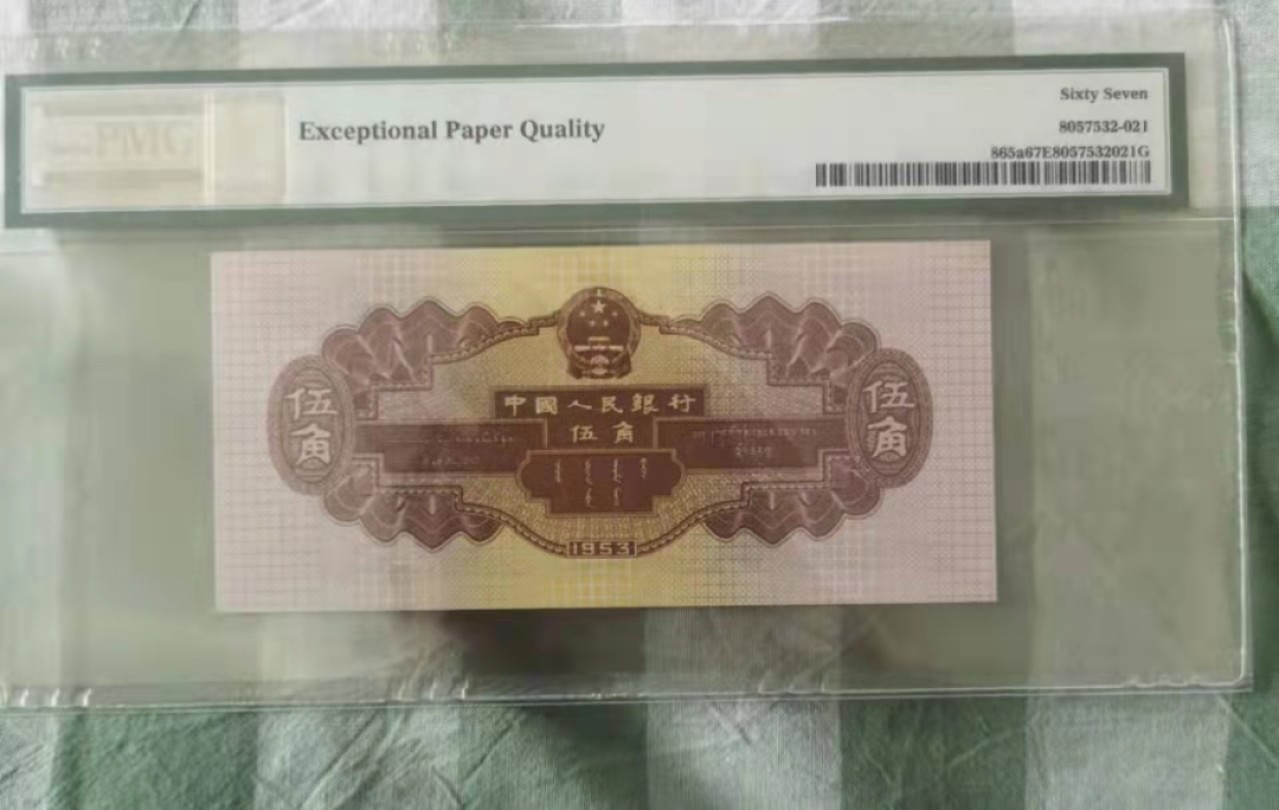 PMG
Exceptional Paper Quality
Sixty Seven
8057532-021
865a67E8057532021G
中國人民銀行
伍角
伍角
伍角
1953